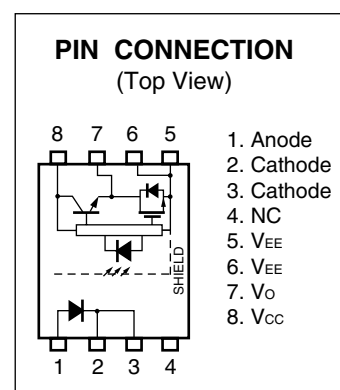 PIN CONNECTION
(Top View)
8 7 6 5
SHIELD
1 2 3 4
1. Anode
2. Cathode
3. Cathode
4. NC
5. VEE
6. VEE
7. VO
8. VCC